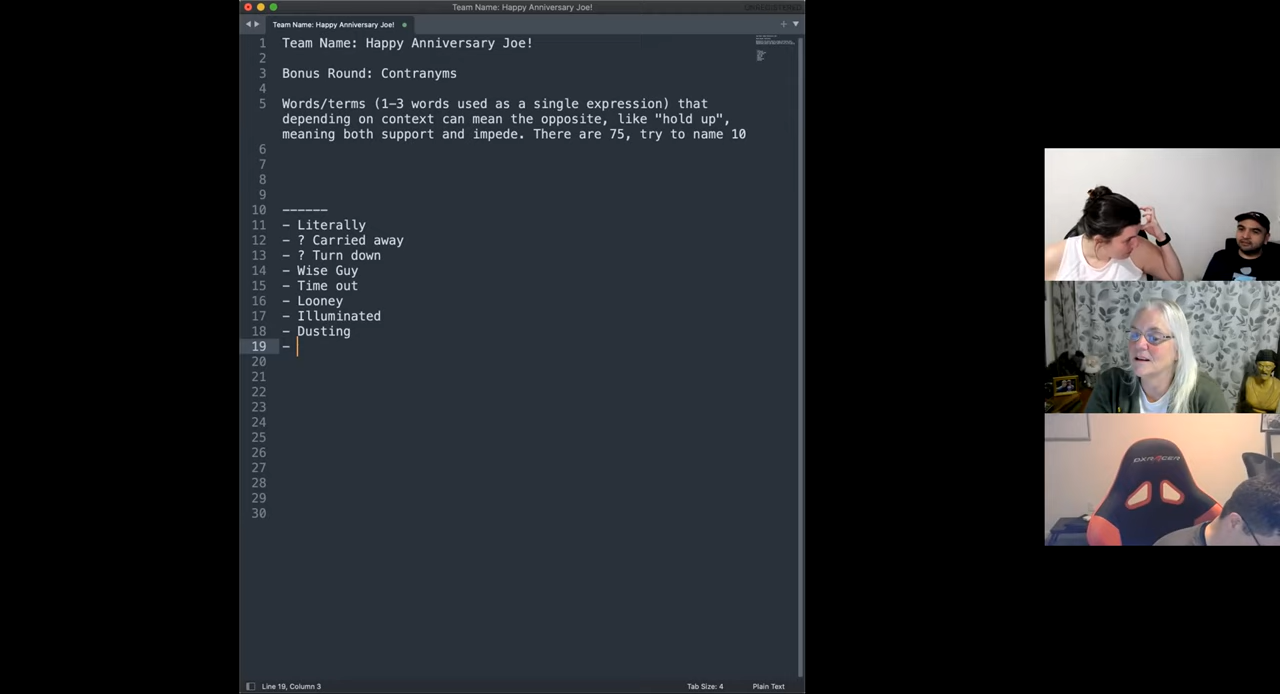 Team Name: Happy Anniversary Joe!
Team Name: Happy Anniversary Joe!
1 Team Name: Happy Anniversary Joe!
2
3 Bonus Round: Contranyms
4
5 Words/terms (1-3 words used as a single expression) that
depending on context can mean the opposite, like "hold up",
meaning both support and impede. There are 75, try to name 10
6
7
8
9
10 ------
11 - Literally
12 - ? Carried away
13 - ? Turn down
14 - Wise Guy
15 - Time out
16 - Looney
17 - Illuminated
18 - Dusting
19 -
20
21
22
23
24
25
26
27
28
29
30
Line 19, Column 3
Tab Size: 4
Plain Text
DXRACER